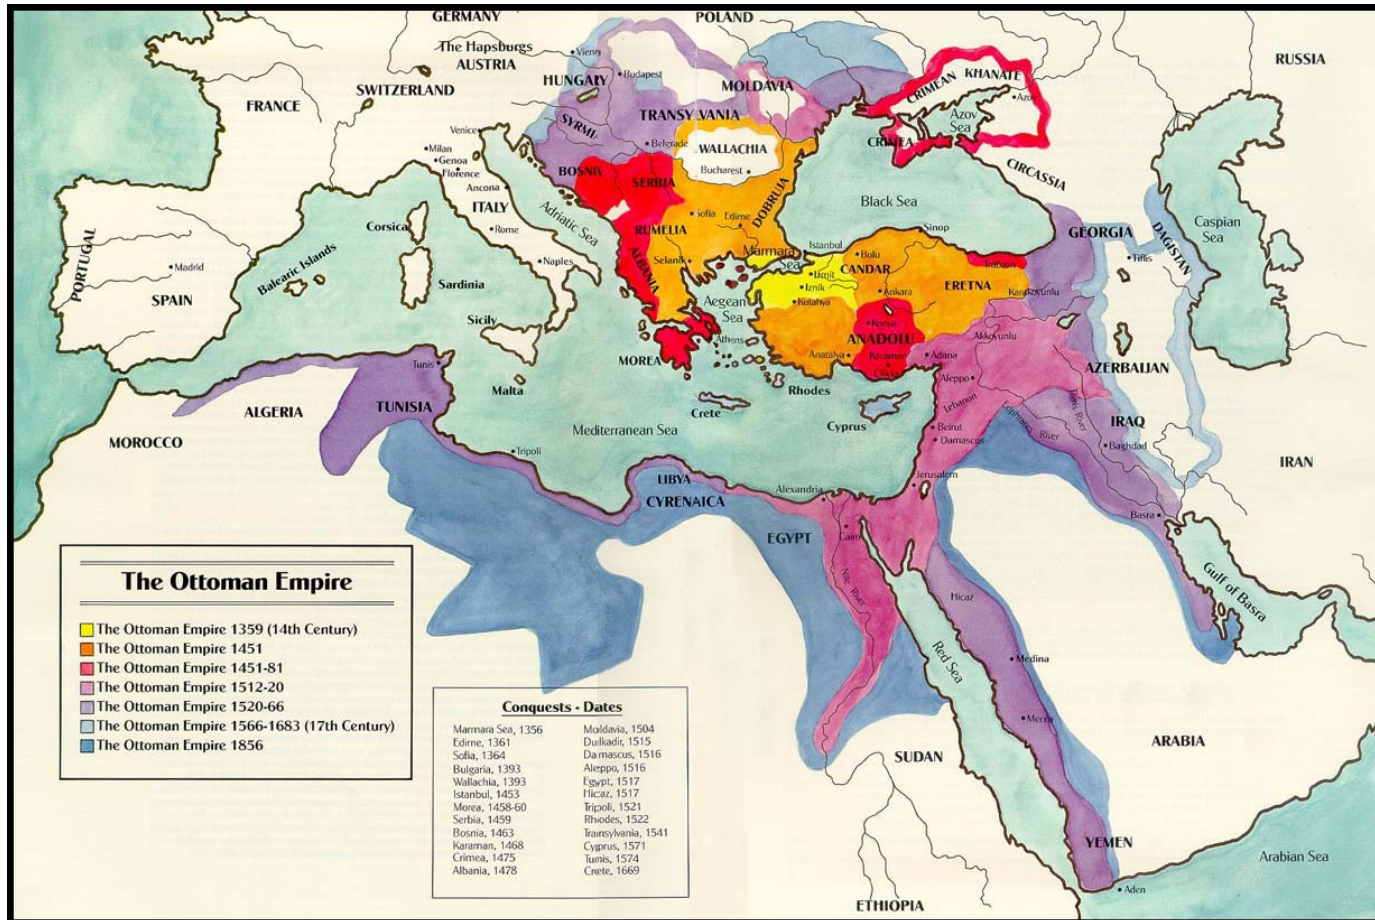 GERMANY
POLAND
RUSSIA
The Hapsburgs
AUSTRIA
Vienn
HUNGALY
Budapest
MOLDAVIA
CRIMEAN KHANATE
Azov
Azov
Sea
CRIMEA
CIRCASSIA
FRANCE
SWITZERLAND
TRANSYLVANIA
SYRMI
Venice
Belgrade
WALLACHIA
Bucharest
Milan
Genoa
Florence
BOSNIA
SERBIA
DOBRUJA
Black Sea
Caspian
Sea
DAGISTAN
GEORGIA
Tiflis
Ancona
ITALY
Adriatic Sea
Sofia
Edirne
RUMELIA
Corsica
Rome
ALBANIA
Selanik
Marmara
Sea
Istanbul
Sinop
Bolu
CANDAR
Izmit
Iznik
Kutahya
Ankara
ERETNA
Trabzon
Karakoyunlu
PORTUGAL
Madrid
SPAIN
Balearic Islands
Sardinia
Naples
Sicily
Aegean
Sea
Athens
MOREA
Konya
ANADOLU
Karaman
Anatalya
Adana
Akkoyunlu
AZERBAIJAN
Aleppo
Rhodes
Malta
Crete
Cyprus
Lebanon
Euphrates River
Tigris River
IRAQ
Baghdad
Beirut
Damascus
IRAN
Tunis
TUNISIA
ALGERIA
MOROCCO
Mediterranean Sea
Tripoli
LIBYA
CYRENAICA
Alexandria
Jerusalem
Basra
EGYPT
Cairo
Nile River
Gulf of Basra
Hicaz
Red Sea
Medina
Mecca
SUDAN
ARABIA
YEMEN
Aden
Arabian Sea
ETHIOPIA
The Ottoman Empire
The Ottoman Empire 1359 (14th Century)
The Ottoman Empire 1451
The Ottoman Empire 1451-81
The Ottoman Empire 1512-20
The Ottoman Empire 1520-66
The Ottoman Empire 1566-1683 (17th Century)
The Ottoman Empire 1856
Conquests - Dates
Marmara Sea, 1356
Edirne, 1361
Sofia, 1364
Bulgaria, 1393
Wallachia, 1393
Istanbul, 1453
Morea, 1458-60
Serbia, 1459
Bosnia, 1463
Karaman, 1468
Crimea, 1475
Albania, 1478
Moldavia, 1504
Dulkadir, 1515
Damascus, 1516
Aleppo, 1516
Egypt, 1517
Hicaz, 1517
Tripoli, 1521
Rhodes, 1522
Transylvania, 1541
Cyprus, 1571
Tunis, 1574
Crete, 1669